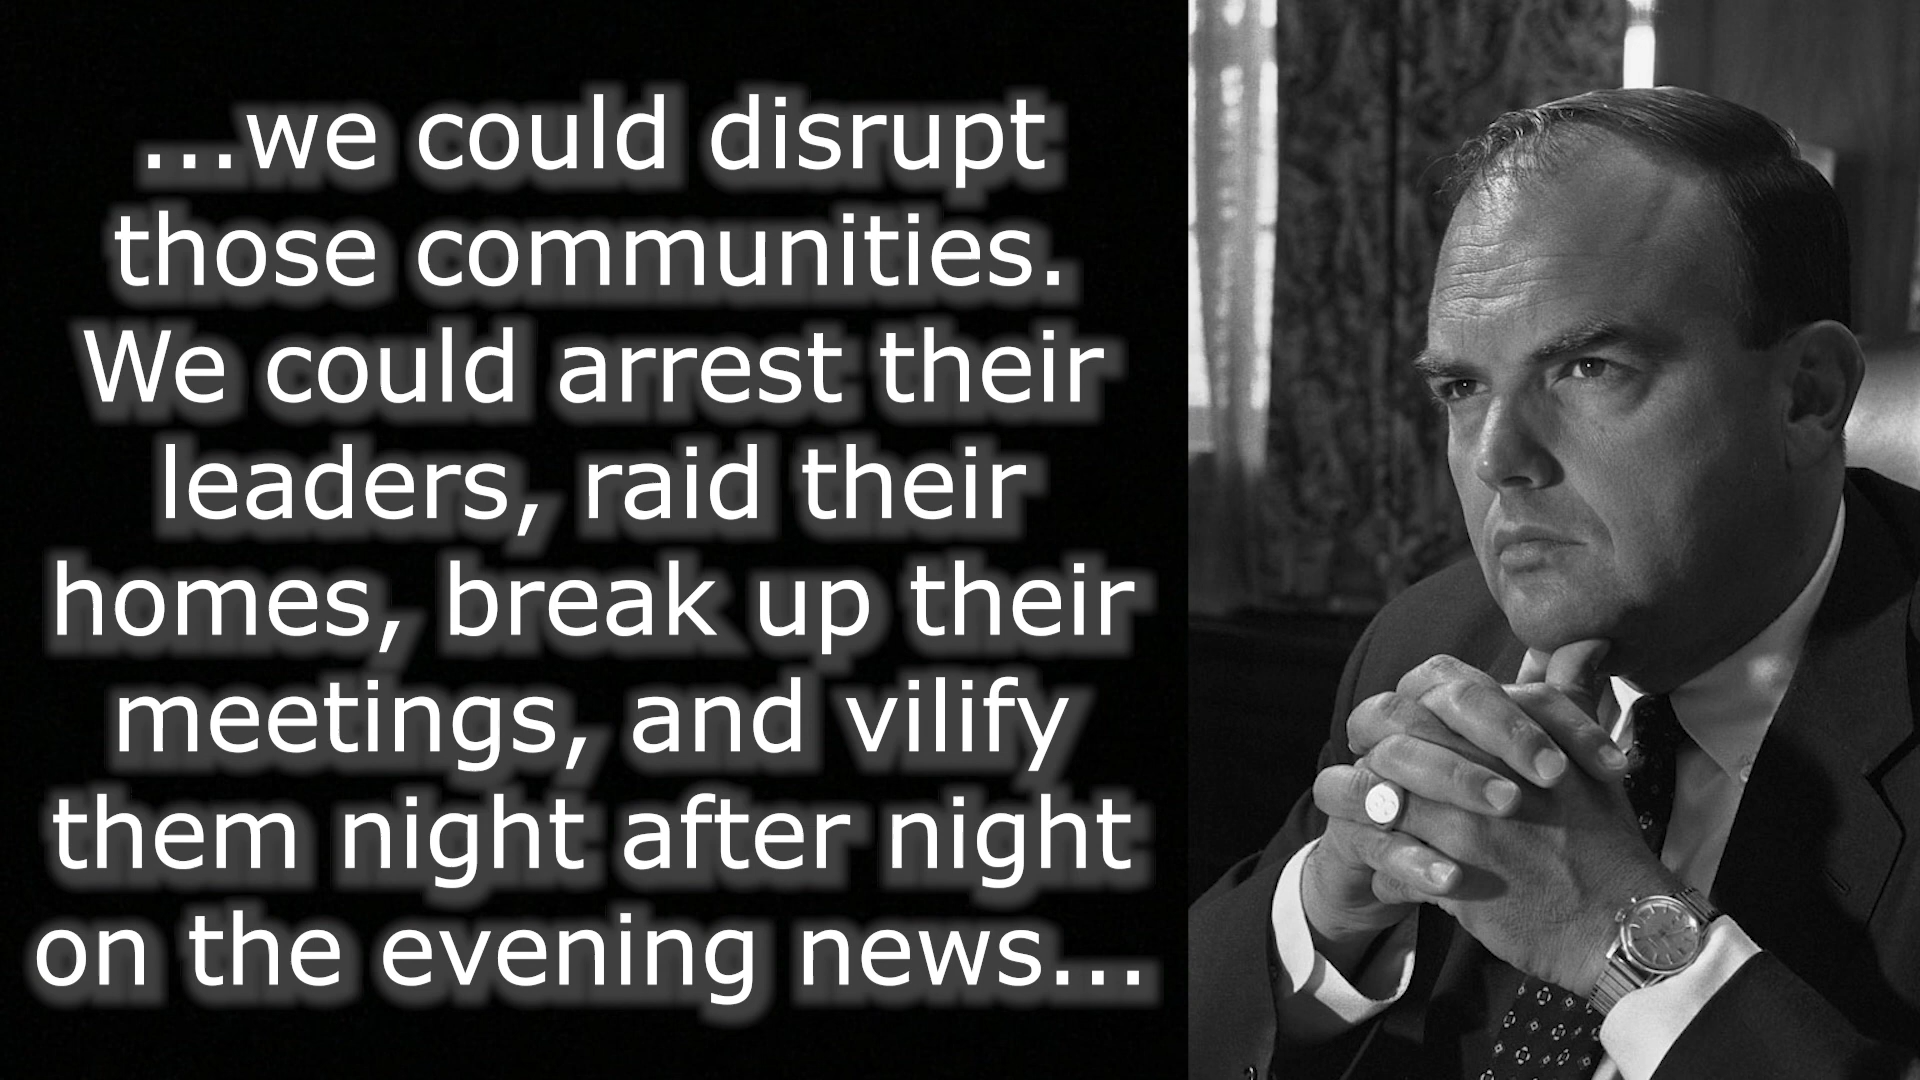 ...we could disrupt
those communities.
We could arrest their
leaders, raid their
homes, break up their
meetings, and vilify
them night after night
on the evening news...